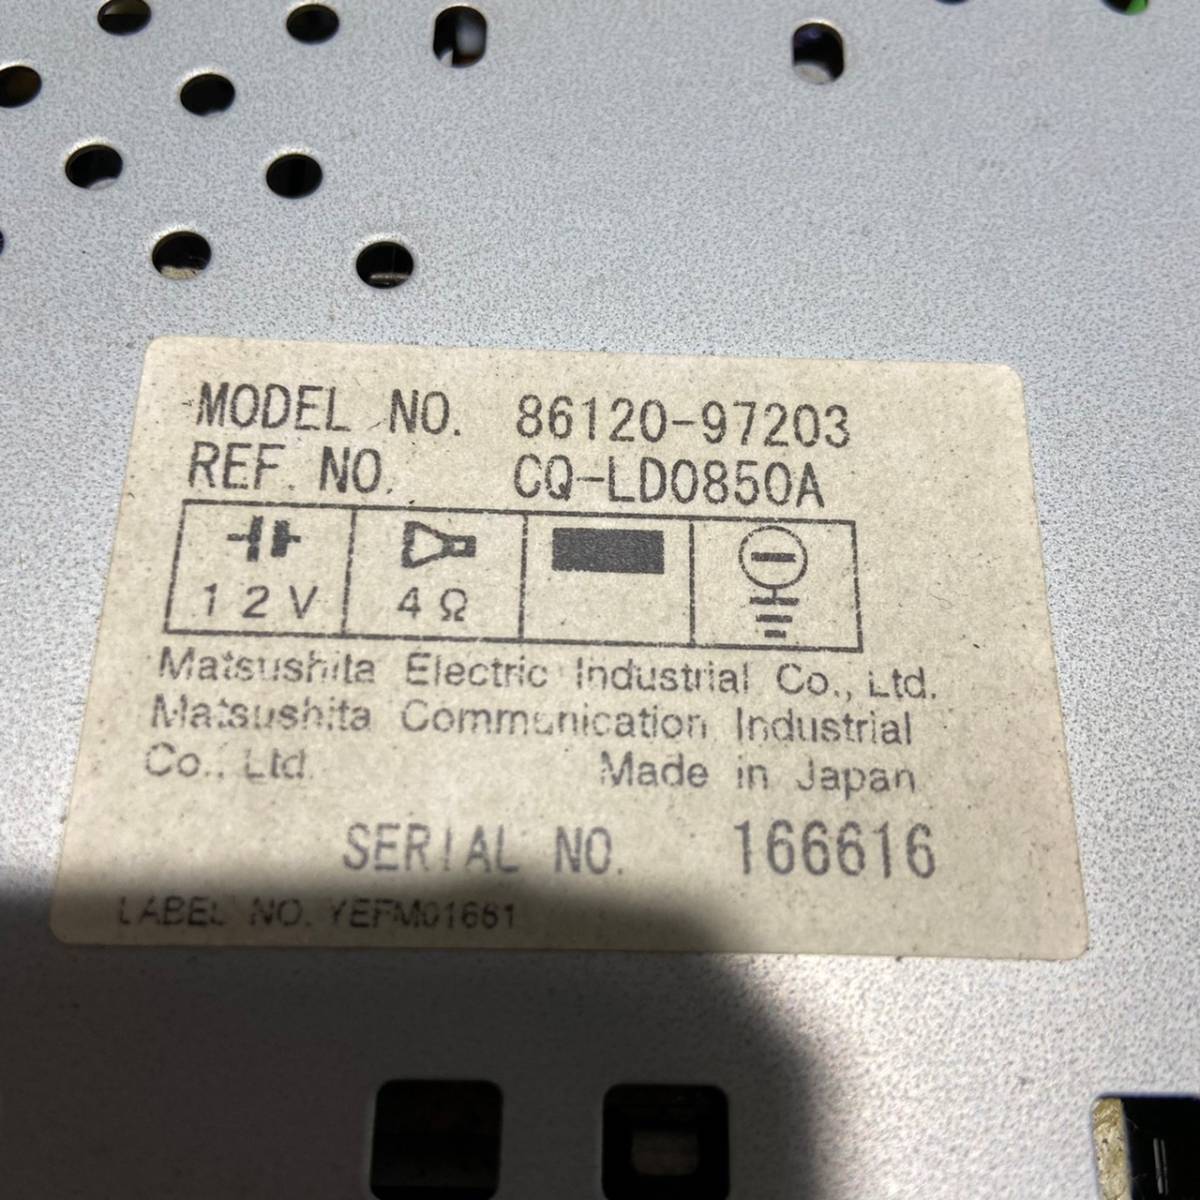 MODEL NO. 86120-97203
REF. NO. CQ-LD0850A
12V 4Ω
Matsushita Electric Industrial Co., Ltd.
Matsushita Communication Industrial
Co., Ltd. Made in Japan
SERIAL NO. 166616
LABEL NO. YEFM01661